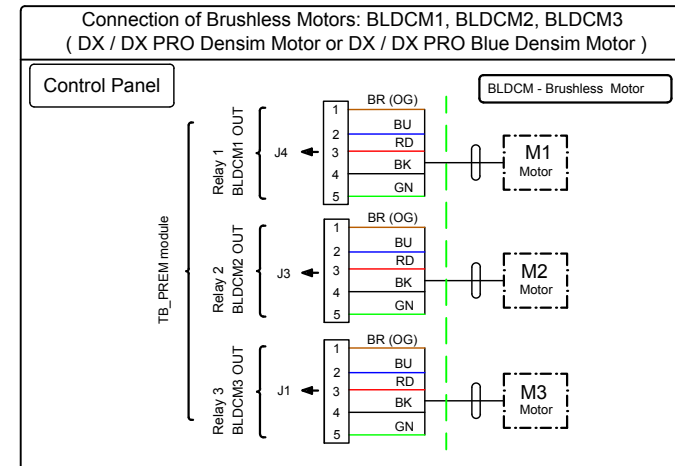 Connection of Brushless Motors: BLDCM1, BLDCM2, BLDCM3
( DX / DX PRO Densim Motor or DX / DX PRO Blue Densim Motor )
Control Panel
BLDCM - Brushless Motor
TB_PREM module
Relay 1
BLDCM1 OUT
J4
1
2
3
4
5
BR (OG)
BU
RD
BK
GN
M1
Motor
Relay 2
BLDCM2 OUT
J3
1
2
3
4
5
BR (OG)
BU
RD
BK
GN
M2
Motor
Relay 3
BLDCM3 OUT
J1
1
2
3
4
5
BR (OG)
BU
RD
BK
GN
M3
Motor